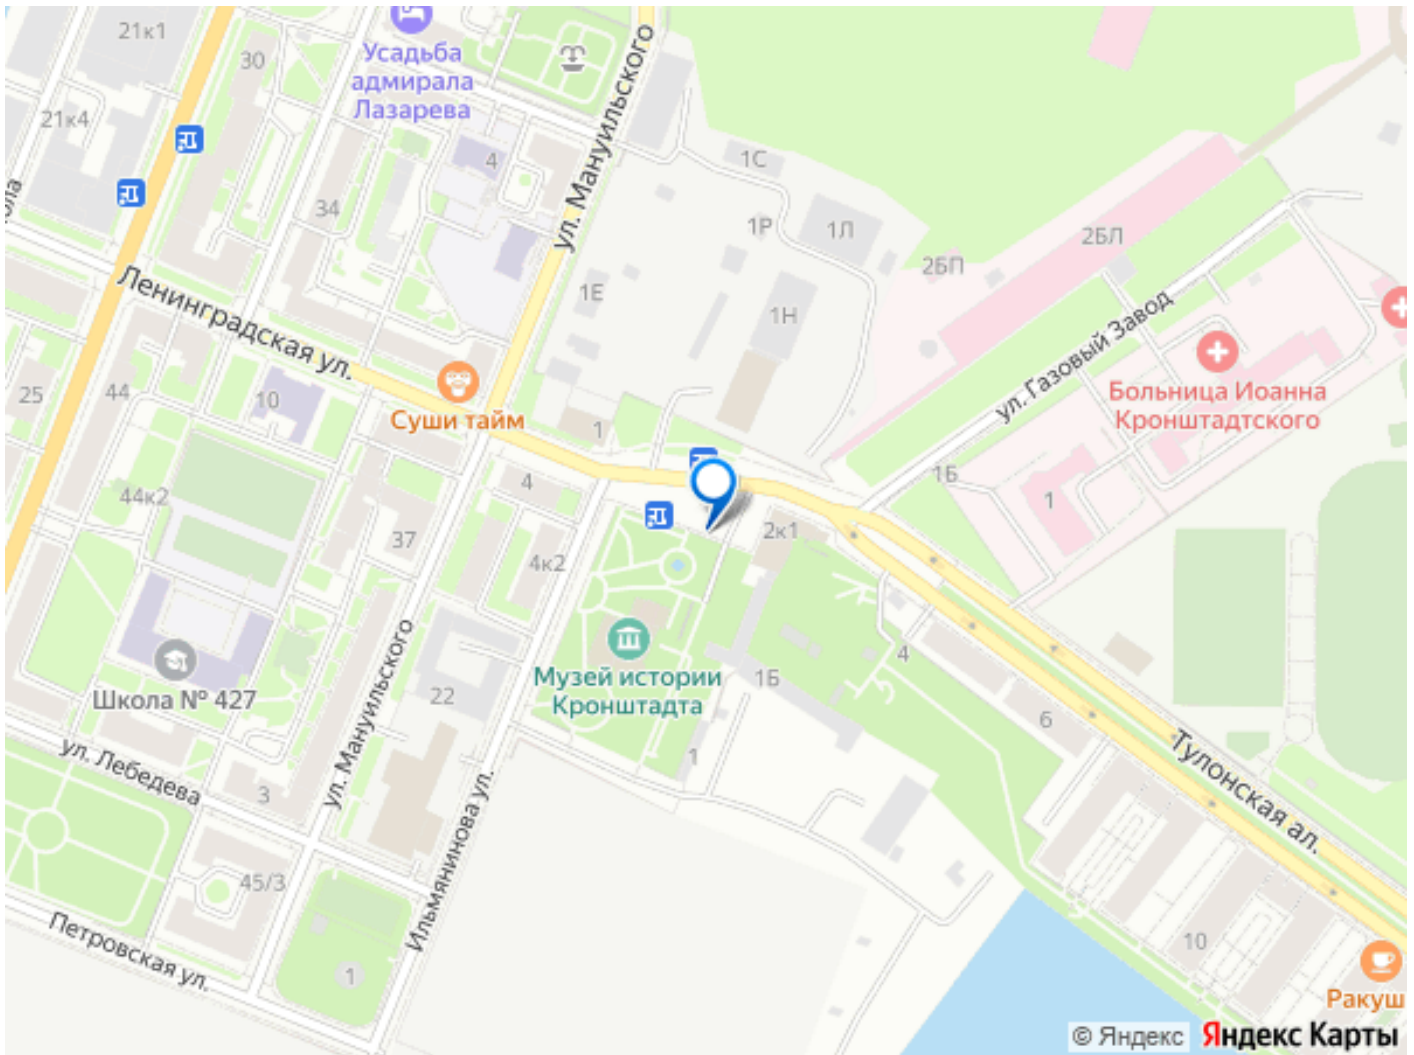 21к1
30
Усадьба
адмирала
Лазарева
ул. Мануильского
21к4
4
1С
34
1Р
1Л
2БЛ
2БП
1Е
1Н
Ленинградская ул.
ул. Газовый Завод
25
44
10
Суши тайм
1
Больница Иоанна
Кронштадтского
44к2
4
1Б
1
37
2к1
4к2
ул. Мануильского
Школа № 427
22
Музей истории
Кронштадта
1Б
4
6
1
ул. Лебедева
3
Ильмянинова ул.
Тулонская ал.
45/3
Петровская ул.
1
10
Ракуш
© Яндекс
Яндекс Карты